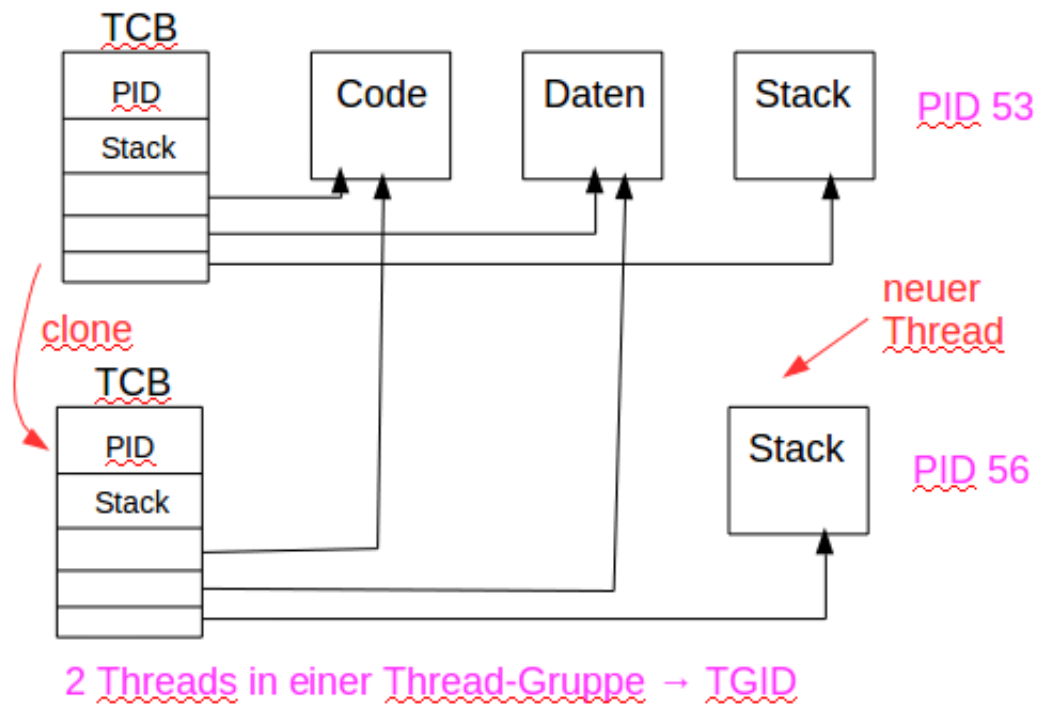 TCB
PID
Stack
Code
Daten
Stack
PID 53
clone
neuer
Thread
TCB
PID
Stack
Stack
PID 56
2 Threads in einer Thread-Gruppe → TGID